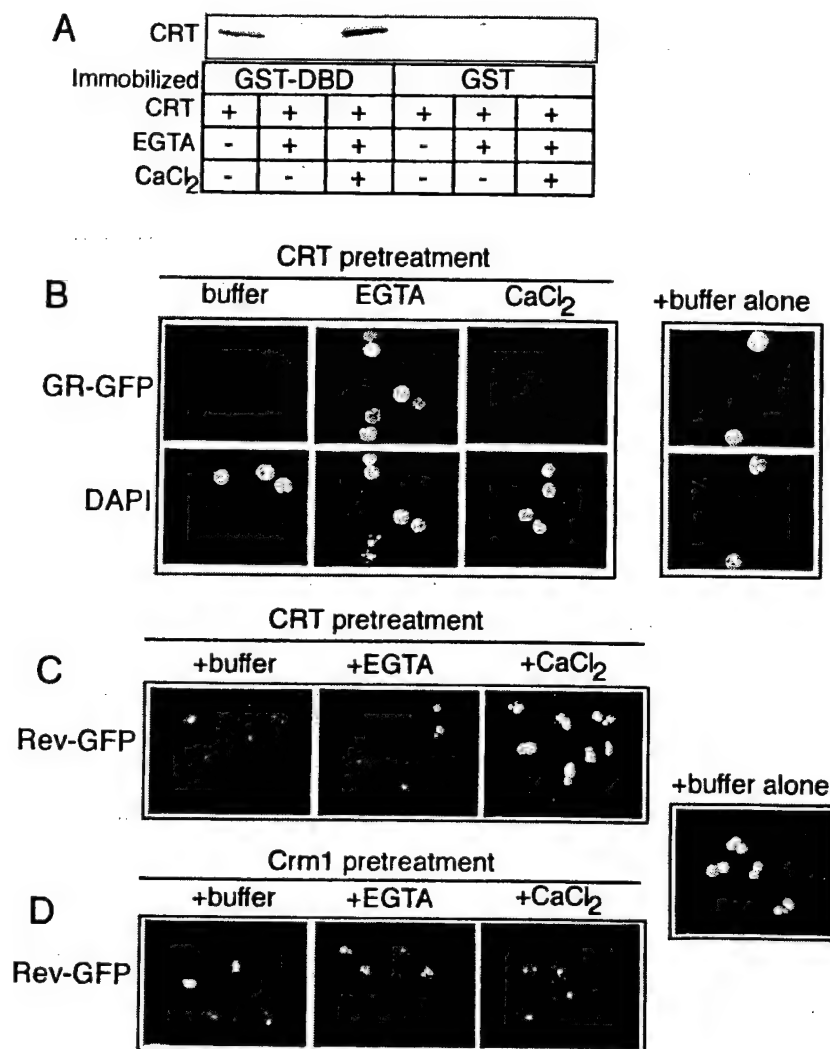 A
CRT
Immobilized GST-DBD GST
CRT + + + + + +
EGTA - + + - + +
CaCl2 - - + - - +
CRT pretreatment
B buffer EGTA CaCl2 +buffer alone
GR-GFP
DAPI
CRT pretreatment
C +buffer +EGTA +CaCl2
Rev-GFP
+buffer alone
Crm1 pretreatment
D +buffer +EGTA +CaCl2
Rev-GFP